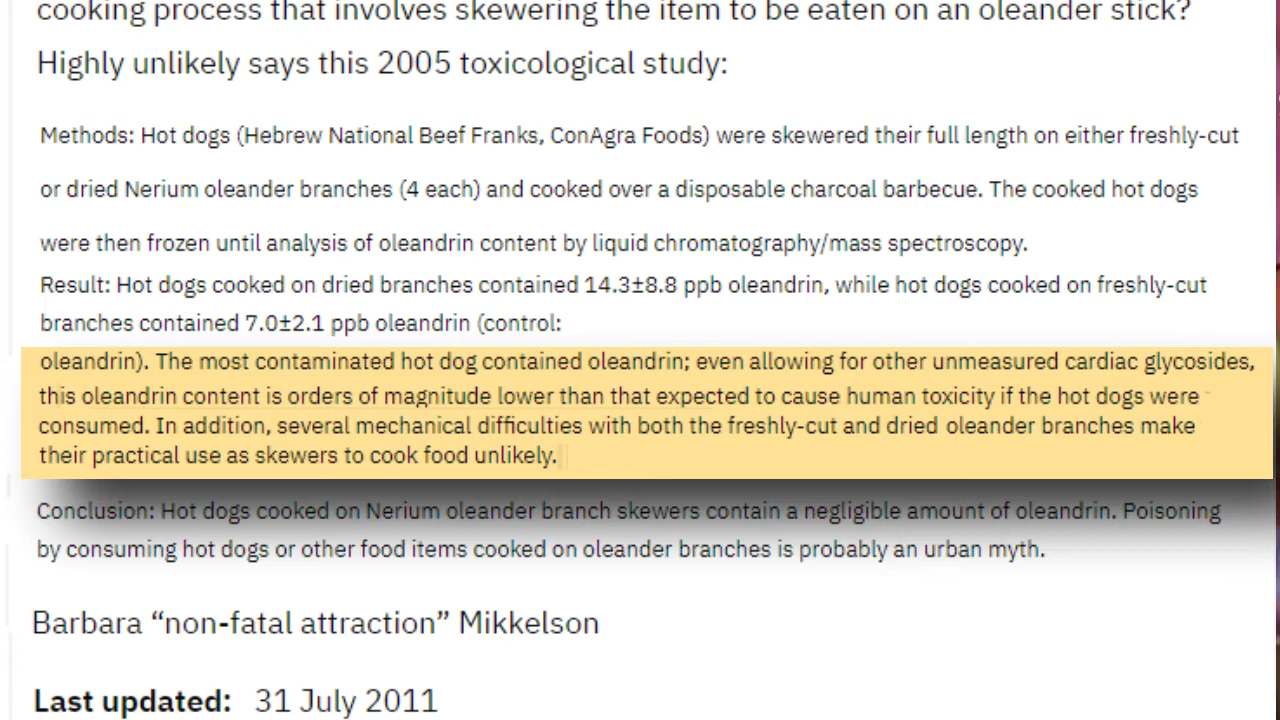 cooking process that involves skewering the item to be eaten on an oleander stick?
Highly unlikely says this 2005 toxicological study:
Methods: Hot dogs (Hebrew National Beef Franks, ConAgra Foods) were skewered their full length on either freshly-cut
or dried Nerium oleander branches (4 each) and cooked over a disposable charcoal barbecue. The cooked hot dogs
were then frozen until analysis of oleandrin content by liquid chromatography/mass spectroscopy.
Result: Hot dogs cooked on dried branches contained 14.3±8.8 ppb oleandrin, while hot dogs cooked on freshly-cut
branches contained 7.0±2.1 ppb oleandrin (control:
oleandrin). The most contaminated hot dog contained oleandrin; even allowing for other unmeasured cardiac glycosides,
this oleandrin content is orders of magnitude lower than that expected to cause human toxicity if the hot dogs were
consumed. In addition, several mechanical difficulties with both the freshly-cut and dried oleander branches make
their practical use as skewers to cook food unlikely.
Conclusion: Hot dogs cooked on Nerium oleander branch skewers contain a negligible amount of oleandrin. Poisoning
by consuming hot dogs or other food items cooked on oleander branches is probably an urban myth.
Barbara “non-fatal attraction” Mikkelson
Last updated: 31 July 2011